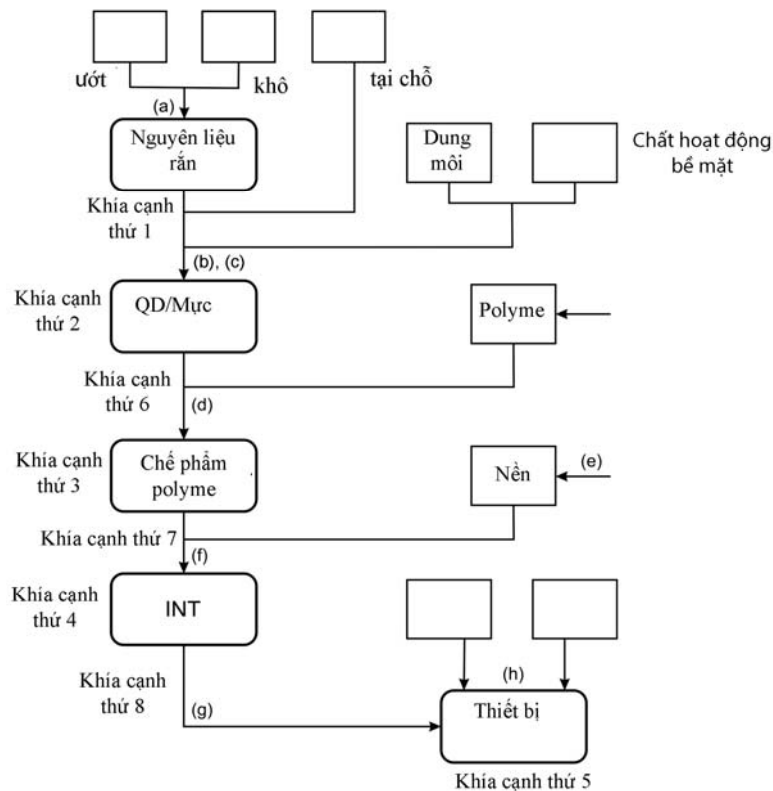 ướt
khô
tại chỗ
(a)
Nguyên liệu
rắn
Dung
môi
Chất hoạt động
bề mặt
Khía cạnh
thứ 1
(b), (c)
Khía cạnh
thứ 2
QD/Mực
Polyme
Khía cạnh
thứ 6
(d)
Khía cạnh
thứ 3
Chế phẩm
polyme
Nền
(e)
Khía cạnh thứ 7
(f)
Khía cạnh
thứ 4
INT
Khía cạnh
thứ 8
(g)
(h)
Thiết bị
Khía cạnh thứ 5